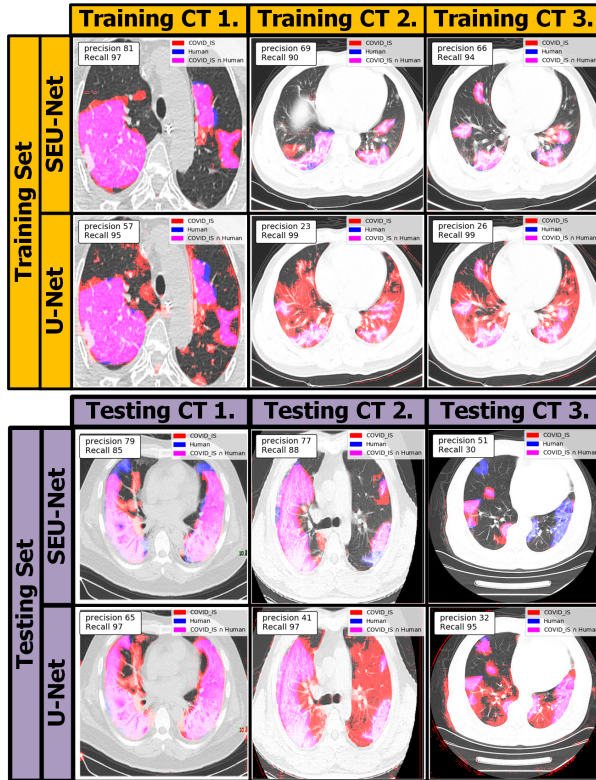 Training CT 1. Training CT 2. Training CT 3.
Training Set
SEU-Net
precision 81
Recall 97
COVID_IS
Human
COVID_IS ∩ Human
precision 69
Recall 90
COVID_IS
Human
COVID_IS ∩ Human
precision 66
Recall 94
COVID_IS
Human
COVID_IS ∩ Human
U-Net
precision 57
Recall 95
COVID_IS
Human
COVID_IS ∩ Human
precision 23
Recall 99
COVID_IS
Human
COVID_IS ∩ Human
precision 26
Recall 99
COVID_IS
Human
COVID_IS ∩ Human
Testing CT 1. Testing CT 2. Testing CT 3.
Testing Set
SEU-Net
precision 79
Recall 85
COVID_IS
Human
COVID_IS ∩ Human
precision 77
Recall 88
COVID_IS
Human
COVID_IS ∩ Human
precision 51
Recall 30
COVID_IS
Human
COVID_IS ∩ Human
U-Net
precision 65
Recall 97
COVID_IS
Human
COVID_IS ∩ Human
precision 41
Recall 97
COVID_IS
Human
COVID_IS ∩ Human
precision 32
Recall 95
COVID_IS
Human
COVID_IS ∩ Human